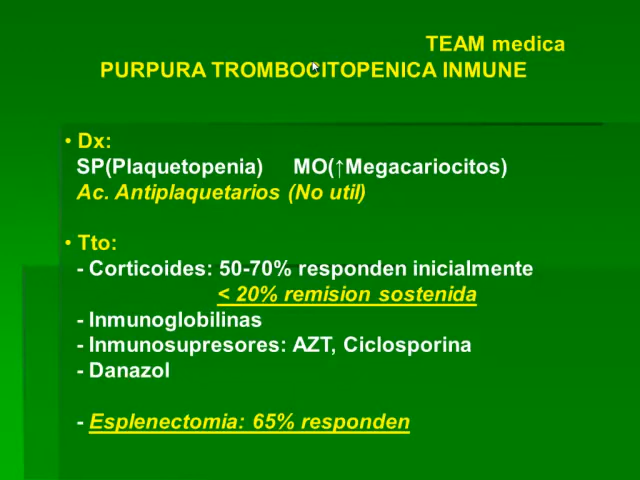 TEAM medica
PURPURA TROMBOCITOPENICA INMUNE
• Dx:
SP(Plaquetopenia) MO(↑Megacariocitos)
Ac. Antiplaquetarios (No util)
• Tto:
- Corticoides: 50-70% responden inicialmente
< 20% remision sostenida
- Inmunoglobilinas
- Inmunosupresores: AZT, Ciclosporina
- Danazol
- Esplenectomia: 65% responden